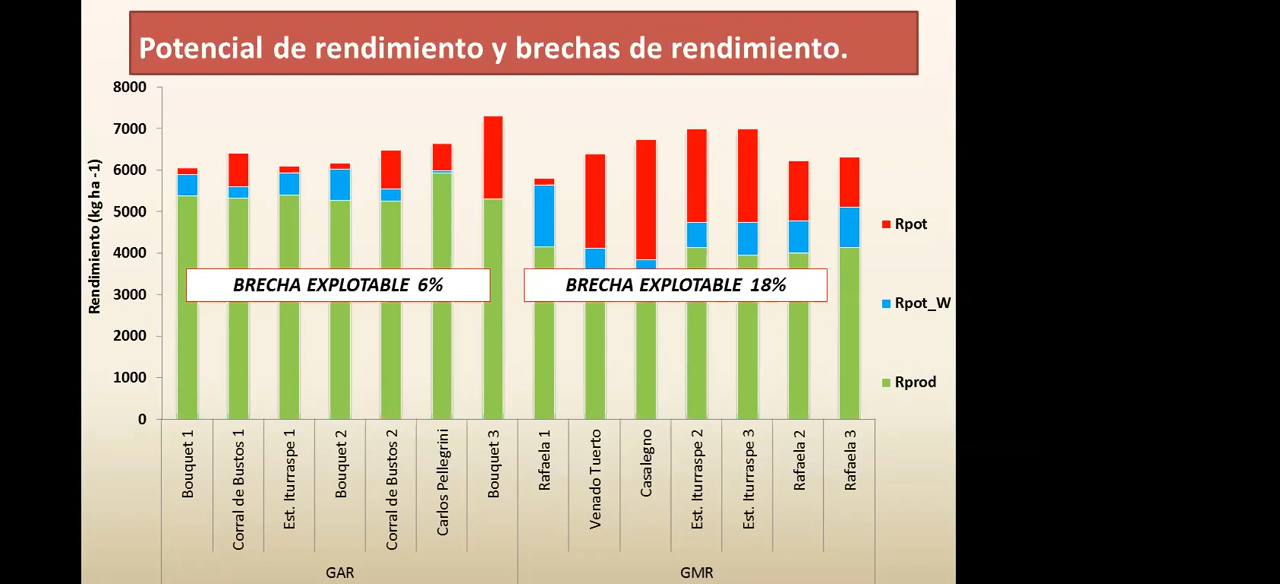 Potencial de rendimiento y brechas de rendimiento.
Rendimiento (kg ha -1)
8000
7000
6000
5000
4000
3000
2000
1000
0
BRECHA EXPLOTABLE 6%
BRECHA EXPLOTABLE 18%
Rpot
Rpot_W
Rprod
Bouquet 1
Corral de Bustos 1
Est. Iturraspe 1
Bouquet 2
Corral de Bustos 2
Carlos Pellegrini
Bouquet 3
Rafaela 1
Venado Tuerto
Casalegno
Est. Iturraspe 2
Est. Iturraspe 3
Rafaela 2
Rafaela 3
GAR
GMR